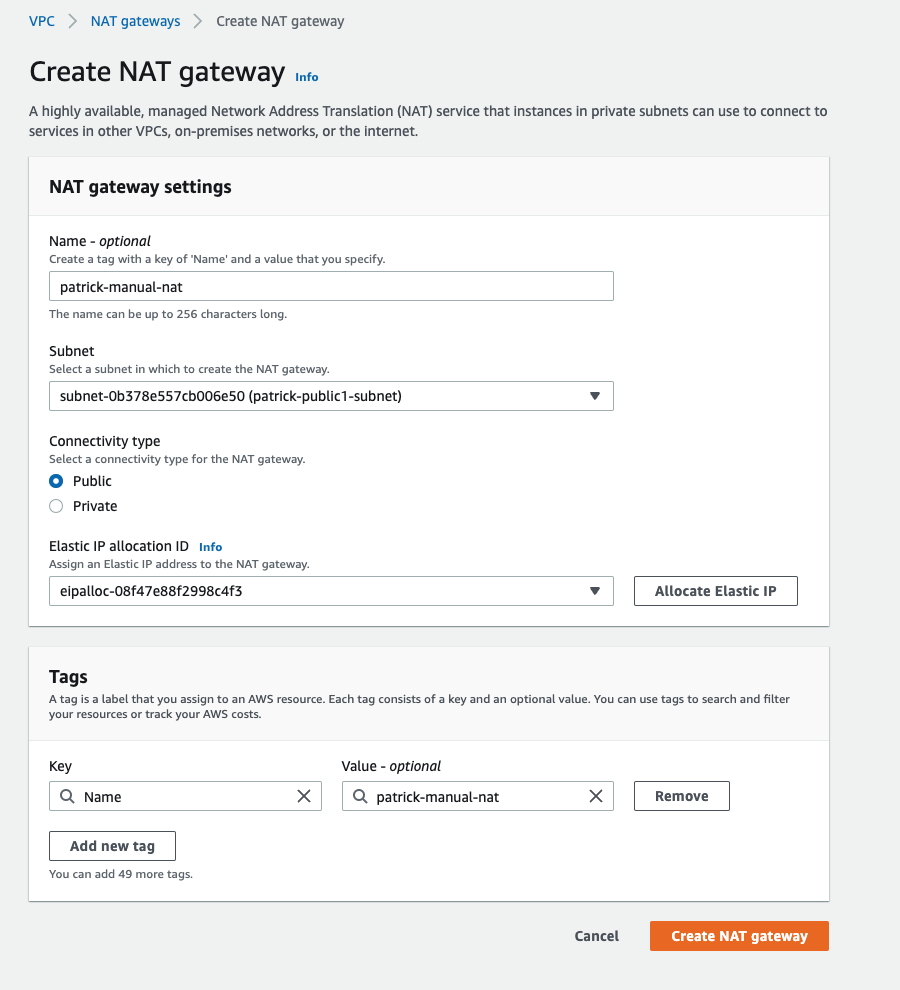 VPC > NAT gateways > Create NAT gateway
Create NAT gateway Info
A highly available, managed Network Address Translation (NAT) service that instances in private subnets can use to connect to
services in other VPCs, on-premises networks, or the internet.
NAT gateway settings
Name - optional
Create a tag with a key of 'Name' and a value that you specify.
patrick-manual-nat
The name can be up to 256 characters long.
Subnet
Select a subnet in which to create the NAT gateway.
subnet-0b378e557cb006e50 (patrick-public1-subnet)
Connectivity type
Select a connectivity type for the NAT gateway.
Public
Private
Elastic IP allocation ID Info
Assign an Elastic IP address to the NAT gateway.
eipalloc-08f47e88f2998c4f3 Allocate Elastic IP
Tags
A tag is a label that you assign to an AWS resource. Each tag consists of a key and an optional value. You can use tags to search and filter
your resources or track your AWS costs.
Key Value - optional
Name patrick-manual-nat Remove
Add new tag
You can add 49 more tags.
Cancel Create NAT gateway